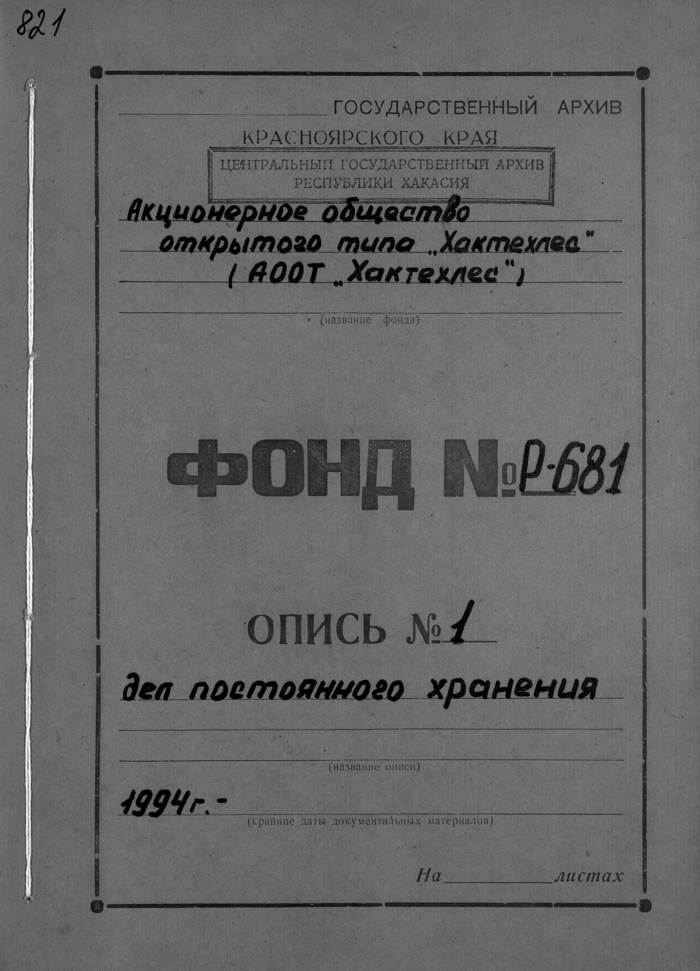 821
ГОСУДАРСТВЕННЫЙ АРХИВ
КРАСНОЯРСКОГО КРАЯ
ЦЕНТРАЛЬНЫЙ ГОСУДАРСТВЕННЫЙ АРХИВ
РЕСПУБЛИКИ ХАКАСИЯ
Акционерное общество
открытого типа „Хактехлес"
(АООТ „Хактехлес")
(название фонда)
ФОНД №Р-681
ОПИСЬ №1
дел постоянного хранения
(название описи)
1994г.-
(крайние даты документальных материалов)
На листах